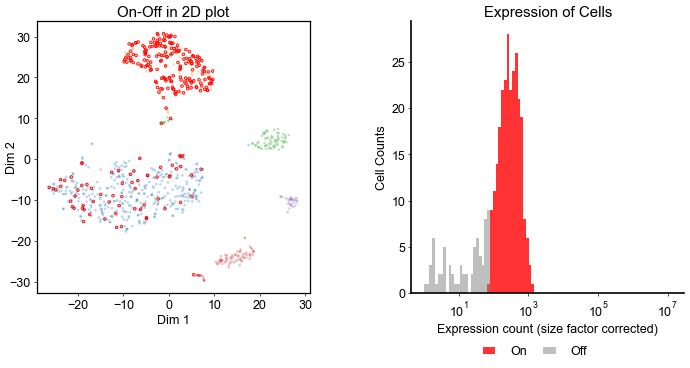 On-Off in 2D plot
30
20
10
0
−10
−20
−30
Dim 2
−20 −10 0 10 20 30
Dim 1
Expression of Cells
25
20
15
10
5
0
Cell Counts
10^1 10^3 10^5 10^7
Expression count (size factor corrected)
On Off